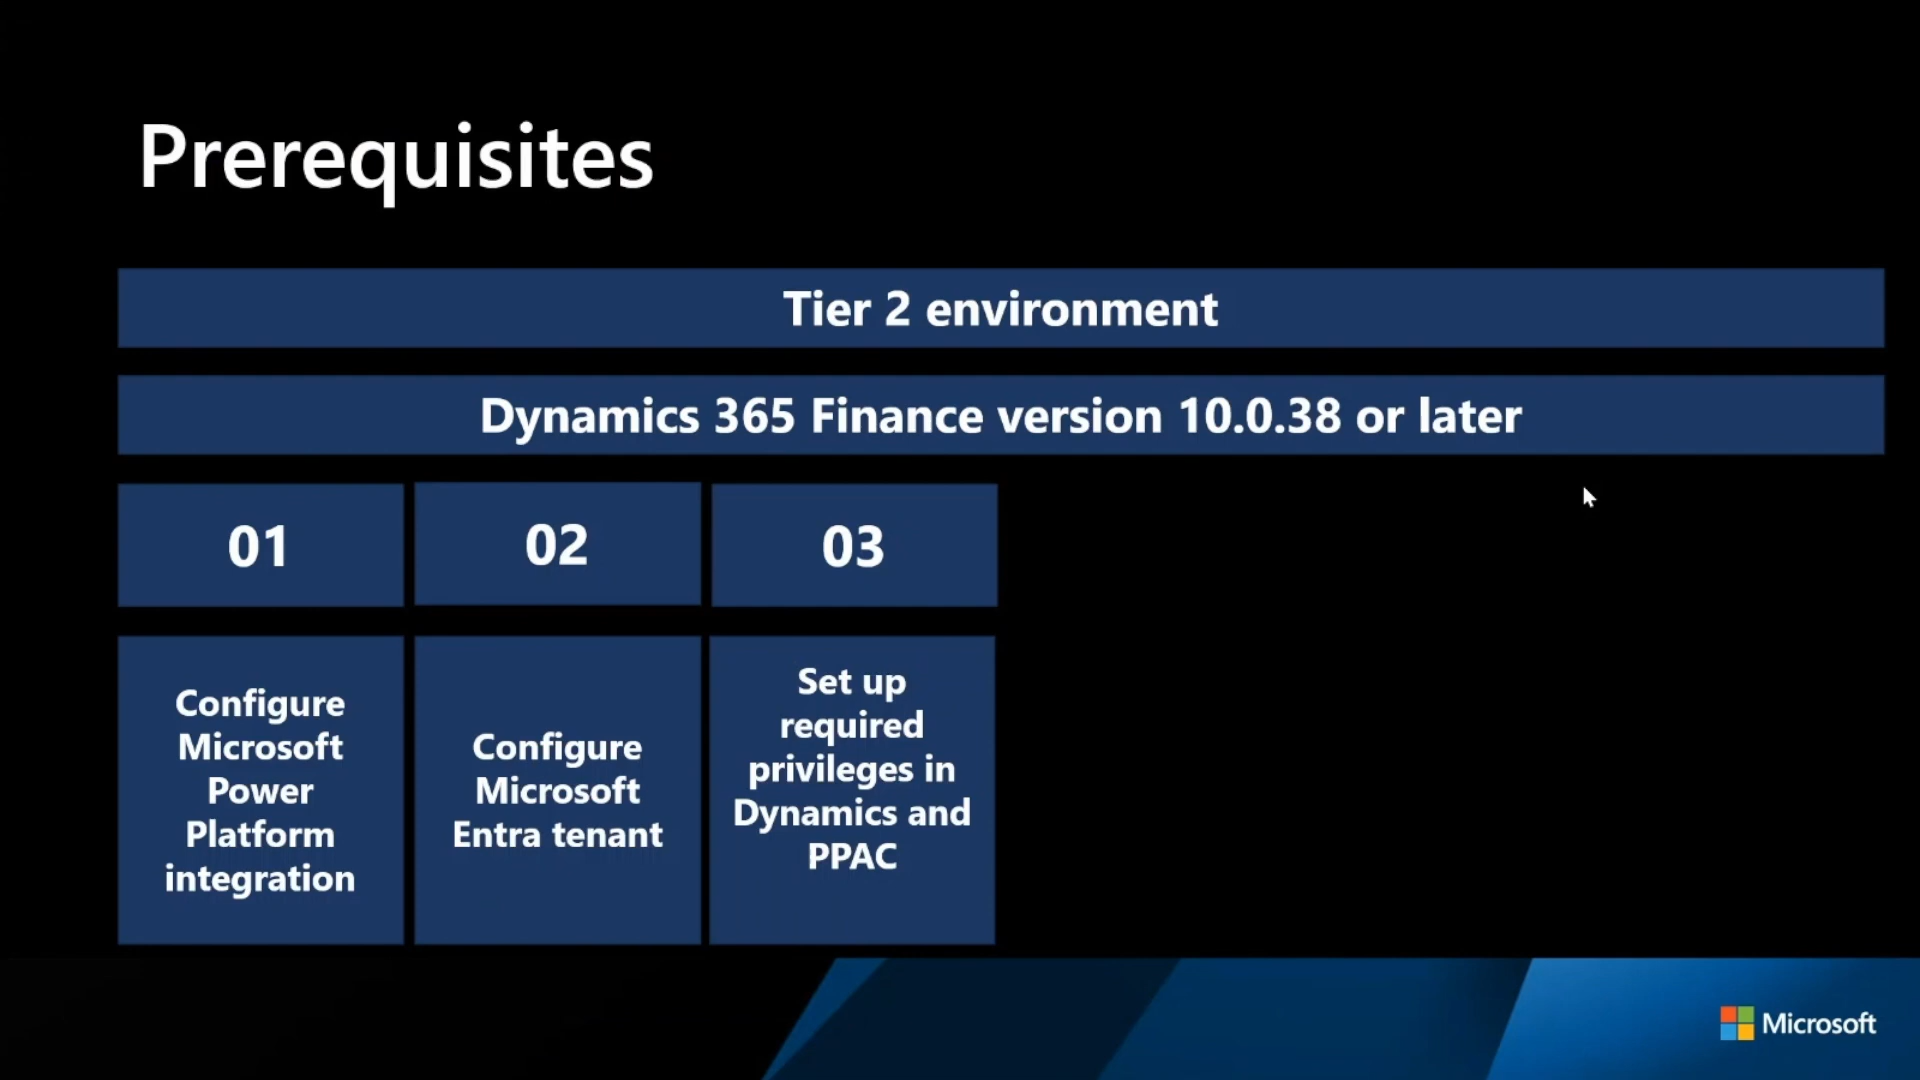 Prerequisites
Tier 2 environment
Dynamics 365 Finance version 10.0.38 or later
01
02
03
Configure
Microsoft
Power
Platform
integration
Configure
Microsoft
Entra tenant
Set up
required
privileges in
Dynamics and
PPAC
Microsoft